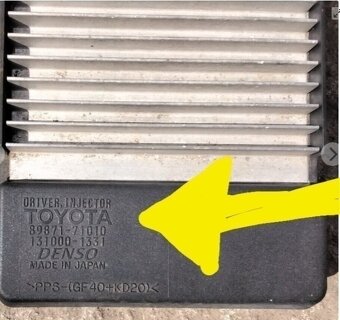 DRIVER, INJECTOR
TOYOTA
89871-71010
131000-1331
DENSO
MADE IN JAPAN
>PPS-(GF40+KD20)<